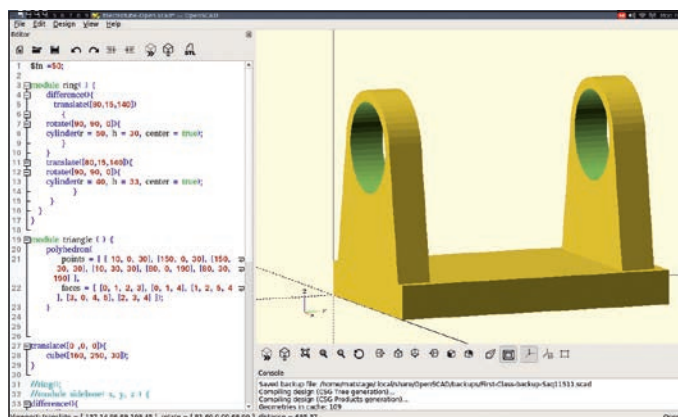 File Edit Design View Help
Editor
STL
1 $fn =50;
2
3 module ring( ) {
4 difference(){
5 translate([80,15,140])
6 {
7 rotate([90, 90, 0]){
8 cylinder(r = 50, h = 30, center = true);
9 }
10 }
11 translate([80,15,140]){
12 rotate([90, 90, 0]){
13 cylinder(r = 40, h = 33, center = true);
14 }
15 }
16 }
17 }
18
19 module triangle ( ) {
20 polyhedron(
21 points = [ [ 10, 0, 30], [150, 0, 30], [150,
30, 30], [10, 30, 30], [80, 0, 190], [80, 30,
190] ],
22 faces = [ [0, 1, 2, 3], [0, 1, 4], [1, 2, 5, 4
], [3, 0, 4, 5], [2, 3, 4] ]);
23 }
24
25
26
27 translate([0 ,0, 0]){
28 cube([160, 250, 30]);
29 }
30
31 //ring();
32 //module sidebox( x, y, z ) {
Console
Compiling design (CSG Tree generation)...
Compiling design (CSG Products generation)...
Geometries in cache: 109